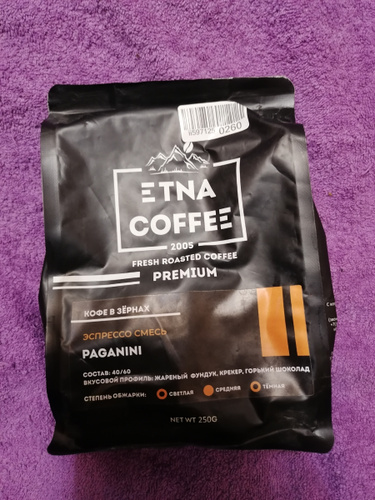 6597125 0260
ETNA
COFFEE
2005
FRESH ROASTED COFFEE
PREMIUM
КОФЕ В ЗЁРНАХ
ЭСПРЕССО СМЕСЬ
PAGANINI
СОСТАВ: 40/60
ВКУСОВОЙ ПРОФИЛЬ: ЖАРЕНЫЙ ФУНДУК, КРЕКЕР, ГОРЬКИЙ ШОКОЛАД
СТЕПЕНЬ ОБЖАРКИ: СВЕТЛАЯ СРЕДНЯЯ ТЁМНАЯ
NET WT 250G